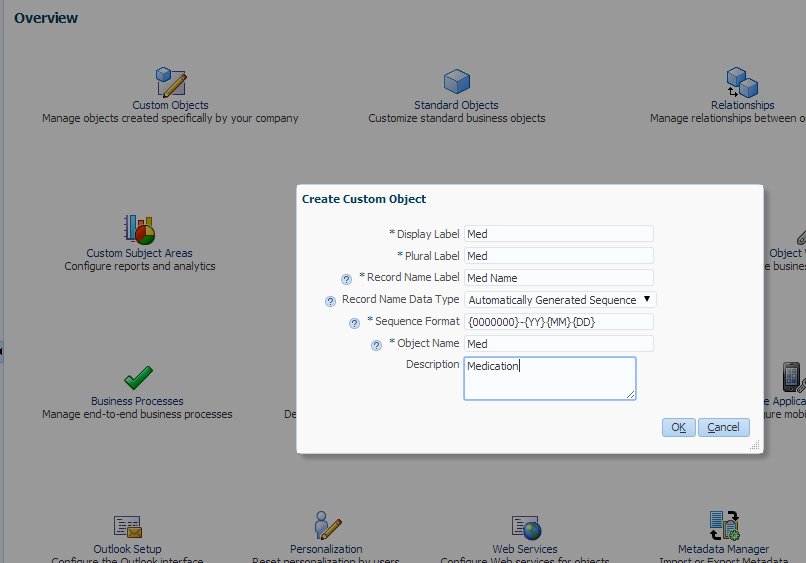 Overview
Custom Objects
Manage objects created specifically by your company
Standard Objects
Customize standard business objects
Relationships
Manage relationships between o
Custom Subject Areas
Configure reports and analytics
Object
e busines
Create Custom Object
* Display Label Med
* Plural Label Med
? * Record Name Label Med Name
? Record Name Data Type Automatically Generated Sequence
? * Sequence Format {0000000}-{YY}{MM}{DD}
? * Object Name Med
Description Medication
OK Cancel
Business Processes
Manage end-to-end business processes
De
e Applica
gure mobi
Outlook Setup
Configure the Outlook interface
Personalization
Reset personalization by users
Web Services
Configure Web services for objects
Metadata Manager
Import or Export Metadata